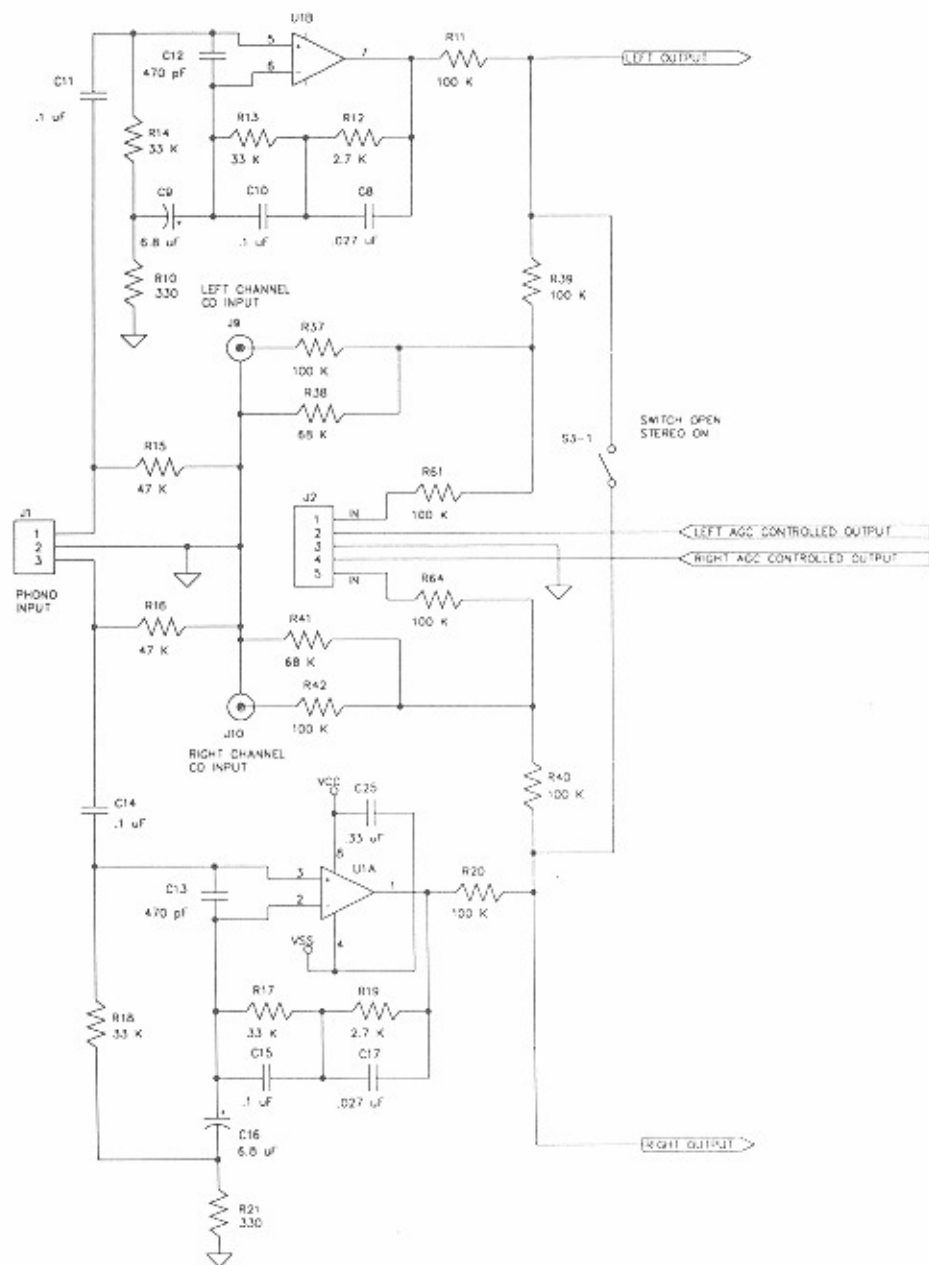 U1B
R11
100 K
LEFT OUTPUT
C12
470 pF
5
6
7
+
-
C11
.1 uF
R14
33 K
R13
33 K
R12
2.7 K
C9
6.8 uF
+
C10
.1 uF
C8
.027 uF
R10
330
LEFT CHANNEL
CD INPUT
J9
R37
100 K
R38
68 K
R39
100 K
SWITCH OPEN
STEREO ON
S3-1
R15
47 K
R61
100 K
J1
1
2
3
PHONO
INPUT
J2
1
2
3
4
5
IN
IN
LEFT AGC CONTROLLED OUTPUT
RIGHT AGC CONTROLLED OUTPUT
R64
100 K
R16
47 K
R41
68 K
R42
100 K
J10
RIGHT CHANNEL
CD INPUT
R40
100 K
C14
.1 uF
VCC
C25
.33 uF
8
U1A
3
2
1
+
-
4
VSS
C13
470 pF
R20
100 K
R17
33 K
R19
2.7 K
R18
33 K
C15
.1 uF
C17
.027 uF
+
C16
6.8 uF
RIGHT OUTPUT
R21
330